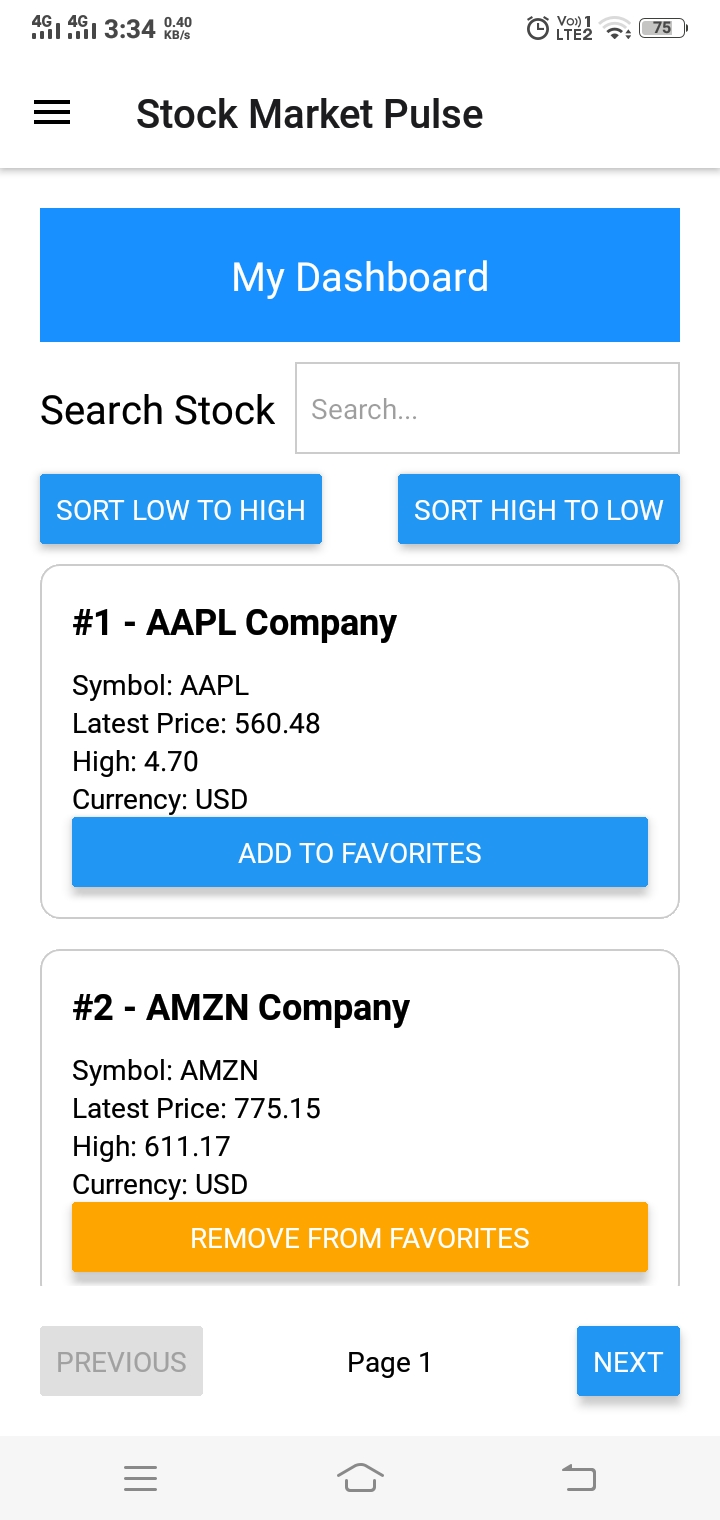 4G 4G 3:34 0.40 KB/s Vo) 1 LTE2 75
Stock Market Pulse
My Dashboard
Search Stock Search...
SORT LOW TO HIGH SORT HIGH TO LOW
#1 - AAPL Company
Symbol: AAPL
Latest Price: 560.48
High: 4.70
Currency: USD
ADD TO FAVORITES
#2 - AMZN Company
Symbol: AMZN
Latest Price: 775.15
High: 611.17
Currency: USD
REMOVE FROM FAVORITES
PREVIOUS Page 1 NEXT